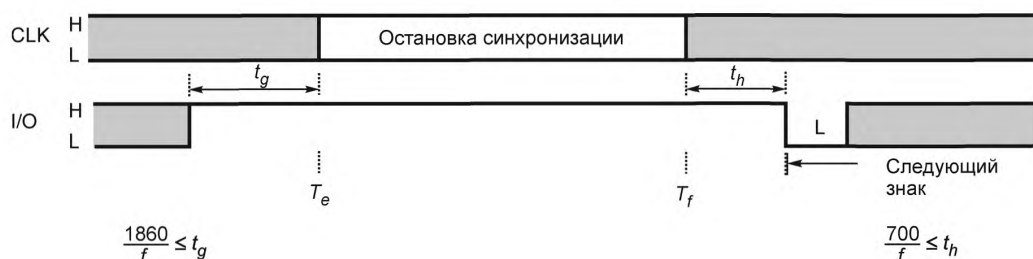 CLK
H
L
Остановка синхронизации
t_g
t_h
I/O
H
L
L
Следующий
знак
T_e
T_f
1860/f ≤ t_g
700/f ≤ t_h